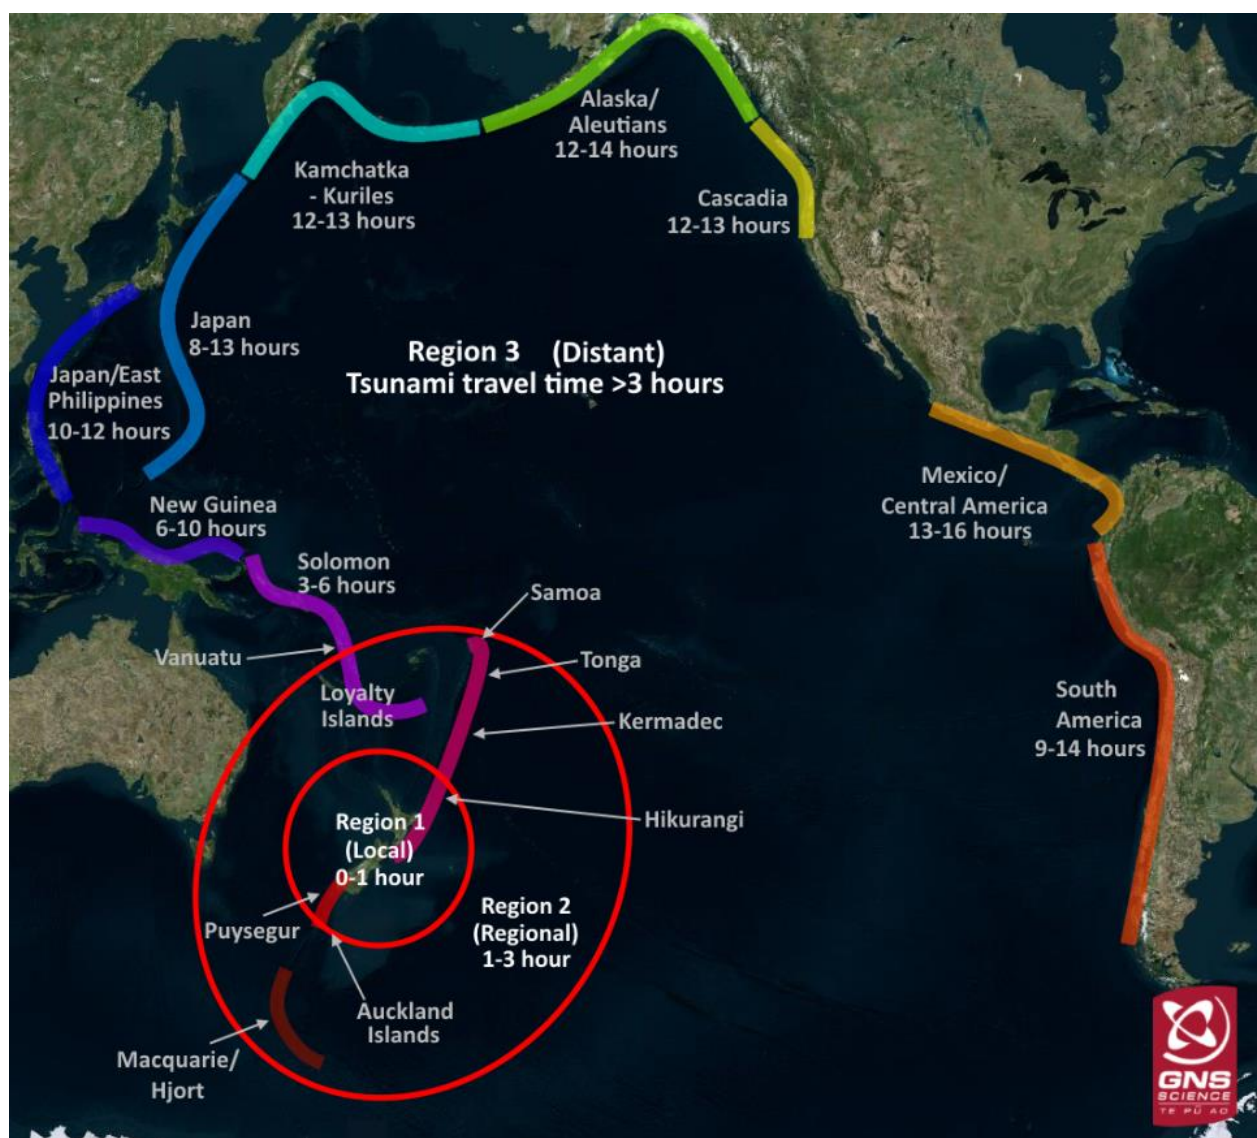 Alaska/
Aleutians
12-14 hours
Kamchatka
- Kuriles
12-13 hours
Cascadia
12-13 hours
Japan
8-13 hours
Region 3 (Distant)
Tsunami travel time >3 hours
Japan/East
Philippines
10-12 hours
Mexico/
Central America
13-16 hours
New Guinea
6-10 hours
Solomon
3-6 hours
Samoa
Vanuatu
Tonga
Loyalty
Islands
Kermadec
South
America
9-14 hours
Hikurangi
Region 1
(Local)
0-1 hour
Puysegur
Region 2
(Regional)
1-3 hour
Auckland
Islands
Macquarie/
Hjort
GNS
SCIENCE
TE PŪ AO